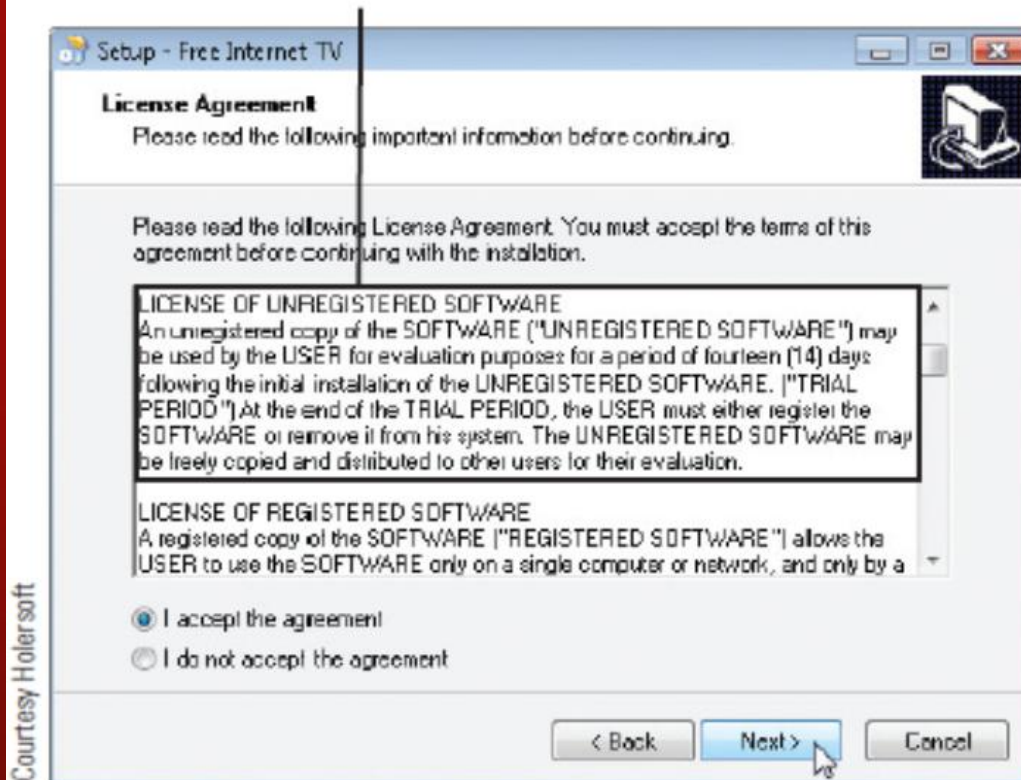 Setup - Free Internet TV
License Agreement
Please read the following important information before continuing.
Please read the following License Agreement. You must accept the terms of this
agreement before continuing with the installation.
LICENSE OF UNREGISTERED SOFTWARE
An unregistered copy of the SOFTWARE ("UNREGISTERED SOFTWARE") may
be used by the USER for evaluation purposes for a period of fourteen (14) days
following the initial installation of the UNREGISTERED SOFTWARE. ("TRIAL
PERIOD") At the end of the TRIAL PERIOD, the USER must either register the
SOFTWARE or remove it from his system. The UNREGISTERED SOFTWARE may
be freely copied and distributed to other users for their evaluation.
LICENSE OF REGISTERED SOFTWARE
A registered copy of the SOFTWARE ("REGISTERED SOFTWARE") allows the
USER to use the SOFTWARE only on a single computer or network, and only by a
I accept the agreement
I do not accept the agreement
< Back Next > Cancel
Courtesy Holersoft